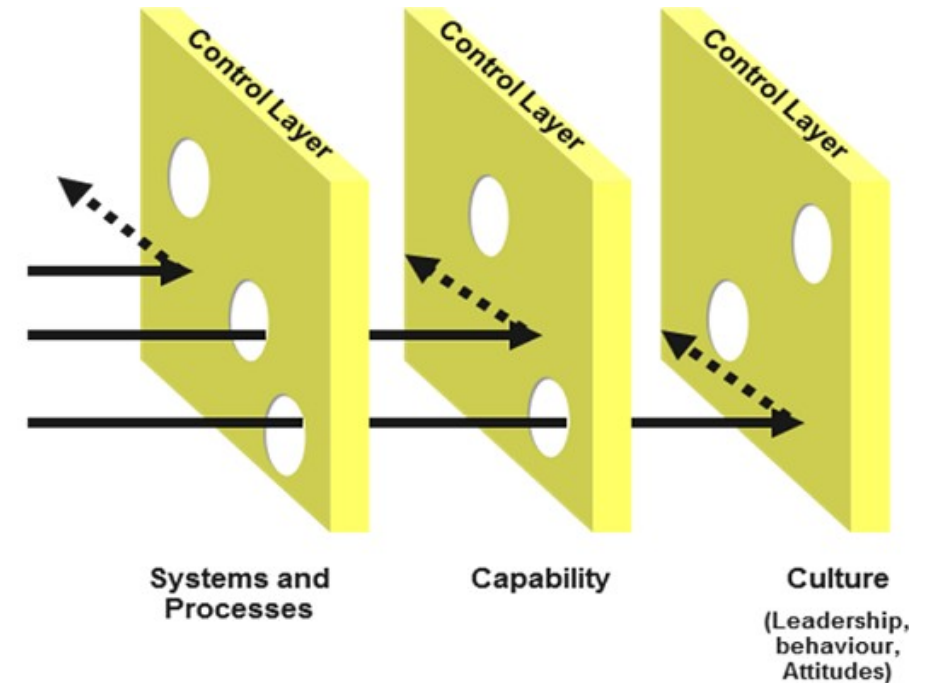 Control Layer
Control Layer
Control Layer
Systems and
Processes
Capability
Culture
(Leadership,
behaviour,
Attitudes)